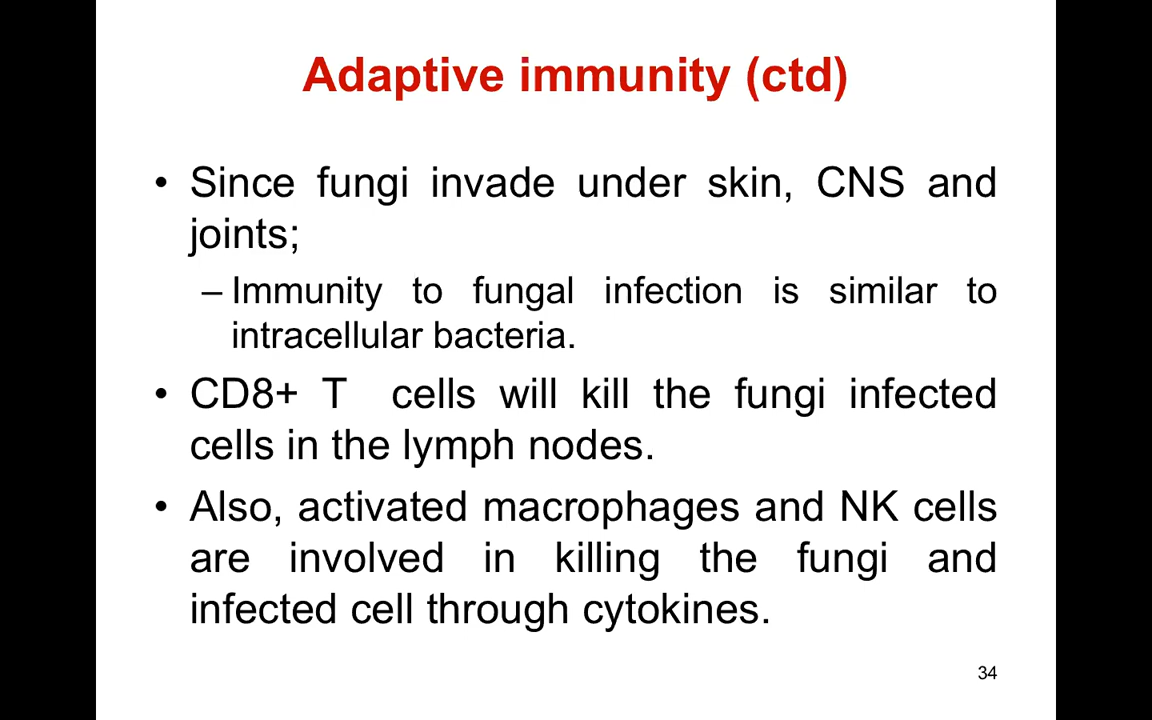 Adaptive immunity (ctd)
• Since fungi invade under skin, CNS and
joints;
– Immunity to fungal infection is similar to
intracellular bacteria.
• CD8+ T cells will kill the fungi infected
cells in the lymph nodes.
• Also, activated macrophages and NK cells
are involved in killing the fungi and
infected cell through cytokines.
34